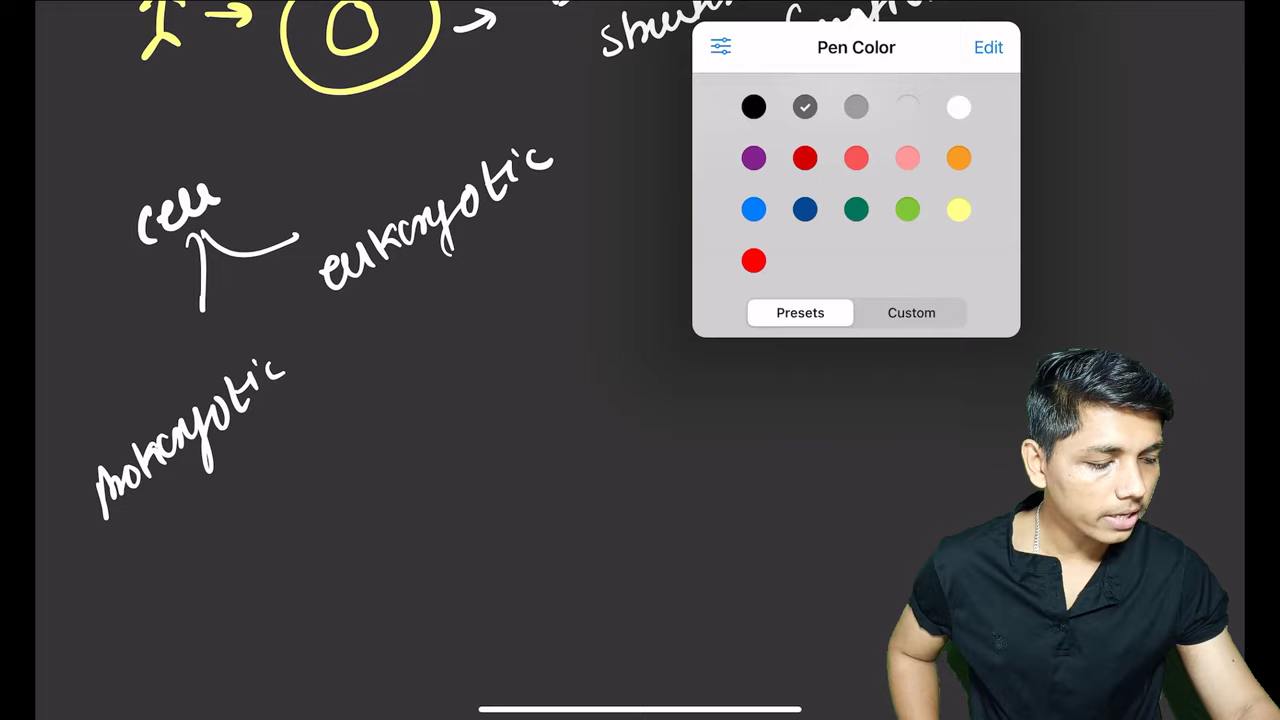 Pen Color
Edit
cell
eukaryotic
prokaryotic
Presets
Custom